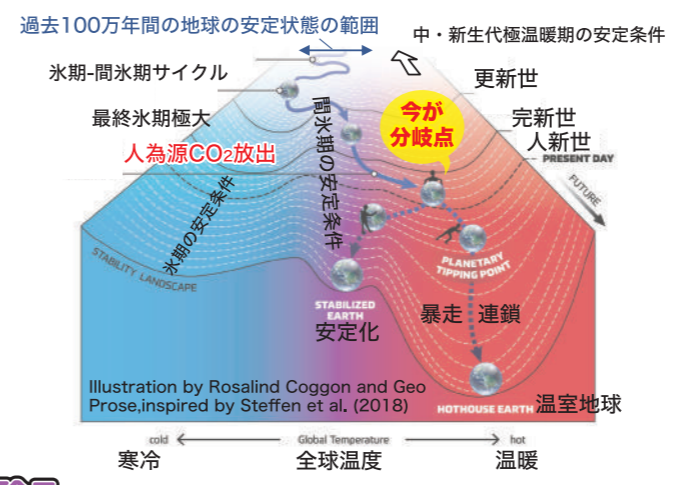 過去100万年間の地球の安定状態の範囲
中・新生代極温暖期の安定条件
氷期-間氷期サイクル
更新世
最終氷期極大
完新世
今が
分岐点
人新世
人為源CO2放出
PRESENT DAY
FUTURE
間氷期の安定条件
氷期の安定条件
STABILITY LANDSCAPE
PLANETARY
TIPPING POINT
STABILIZED
EARTH
安定化
暴走 連鎖
Illustration by Rosalind Coggon and Geo
Prose,inspired by Steffen et al. (2018)
HOTHOUSE EARTH 温室地球
cold Global Temperature hot
寒冷 全球温度 温暖